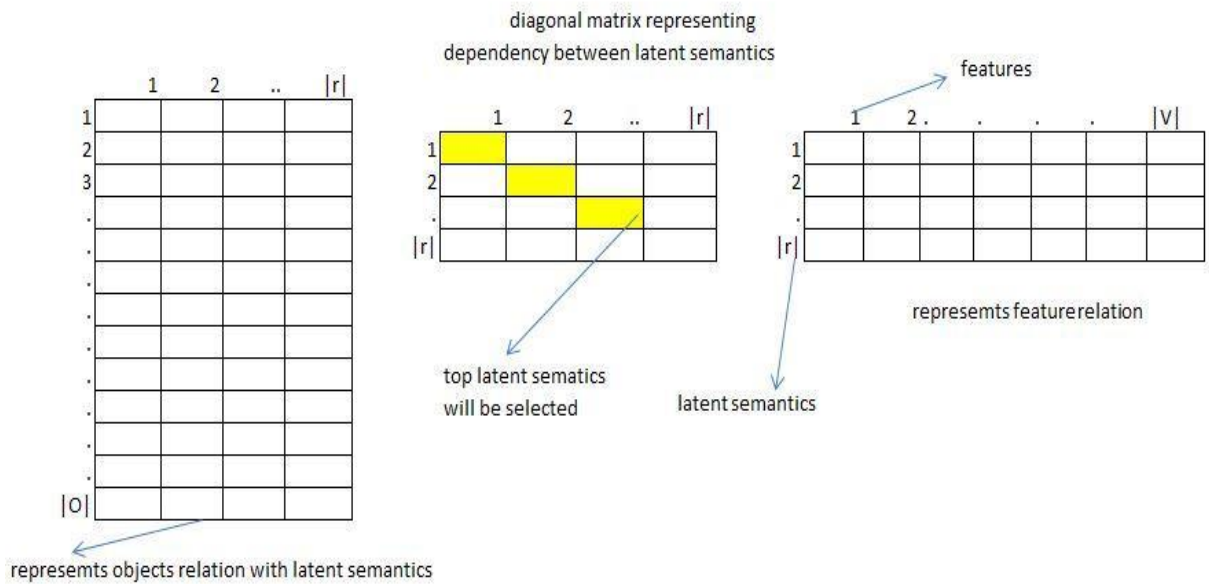 diagonal matrix representing
dependency between latent semantics
features
1 2 .. |r|
1
2
3
.
.
.
.
.
.
.
.
.
|O|
1 2 .. |r|
1
2
.
|r|
1 2 . . . . |V|
1
2
.
|r|
represemts feature relation
top latent sematics
will be selected
latent semantics
represemts objects relation with latent semantics